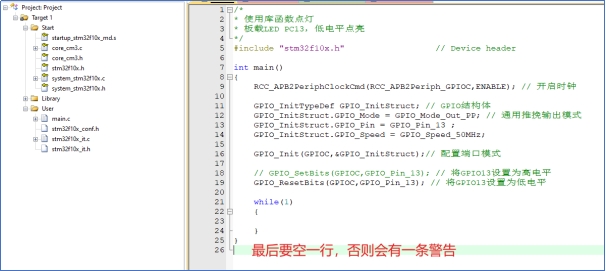 Project: Project
Target 1
Start
startup_stm32f10x_md.s
core_cm3.c
core_cm3.h
stm32f10x.h
system_stm32f10x.c
system_stm32f10x.h
Library
User
main.c
stm32f10x_conf.h
stm32f10x_it.c
stm32f10x_it.h
1 /*
2 * 使用库函数点灯
3 * 板载LED PC13，低电平点亮
4 */
5 #include "stm32f10x.h" // Device header
6
7 int main()
8 {
9 RCC_APB2PeriphClockCmd(RCC_APB2Periph_GPIOC,ENABLE); // 开启时钟
10
11 GPIO_InitTypeDef GPIO_InitStruct; // GPIO结构体
12 GPIO_InitStruct.GPIO_Mode = GPIO_Mode_Out_PP; // 通用推挽输出模式
13 GPIO_InitStruct.GPIO_Pin = GPIO_Pin_13 ;
14 GPIO_InitStruct.GPIO_Speed = GPIO_Speed_50MHz;
15
16 GPIO_Init(GPIOC,&GPIO_InitStruct);// 配置端口模式
17
18 // GPIO_SetBits(GPIOC,GPIO_Pin_13); // 将GPIO13设置为高电平
19 GPIO_ResetBits(GPIOC,GPIO_Pin_13); // 将GPIO13设置为低电平
20
21 while(1)
22 {
23
24 }
25 }
26 最后要空一行，否则会有一条警告